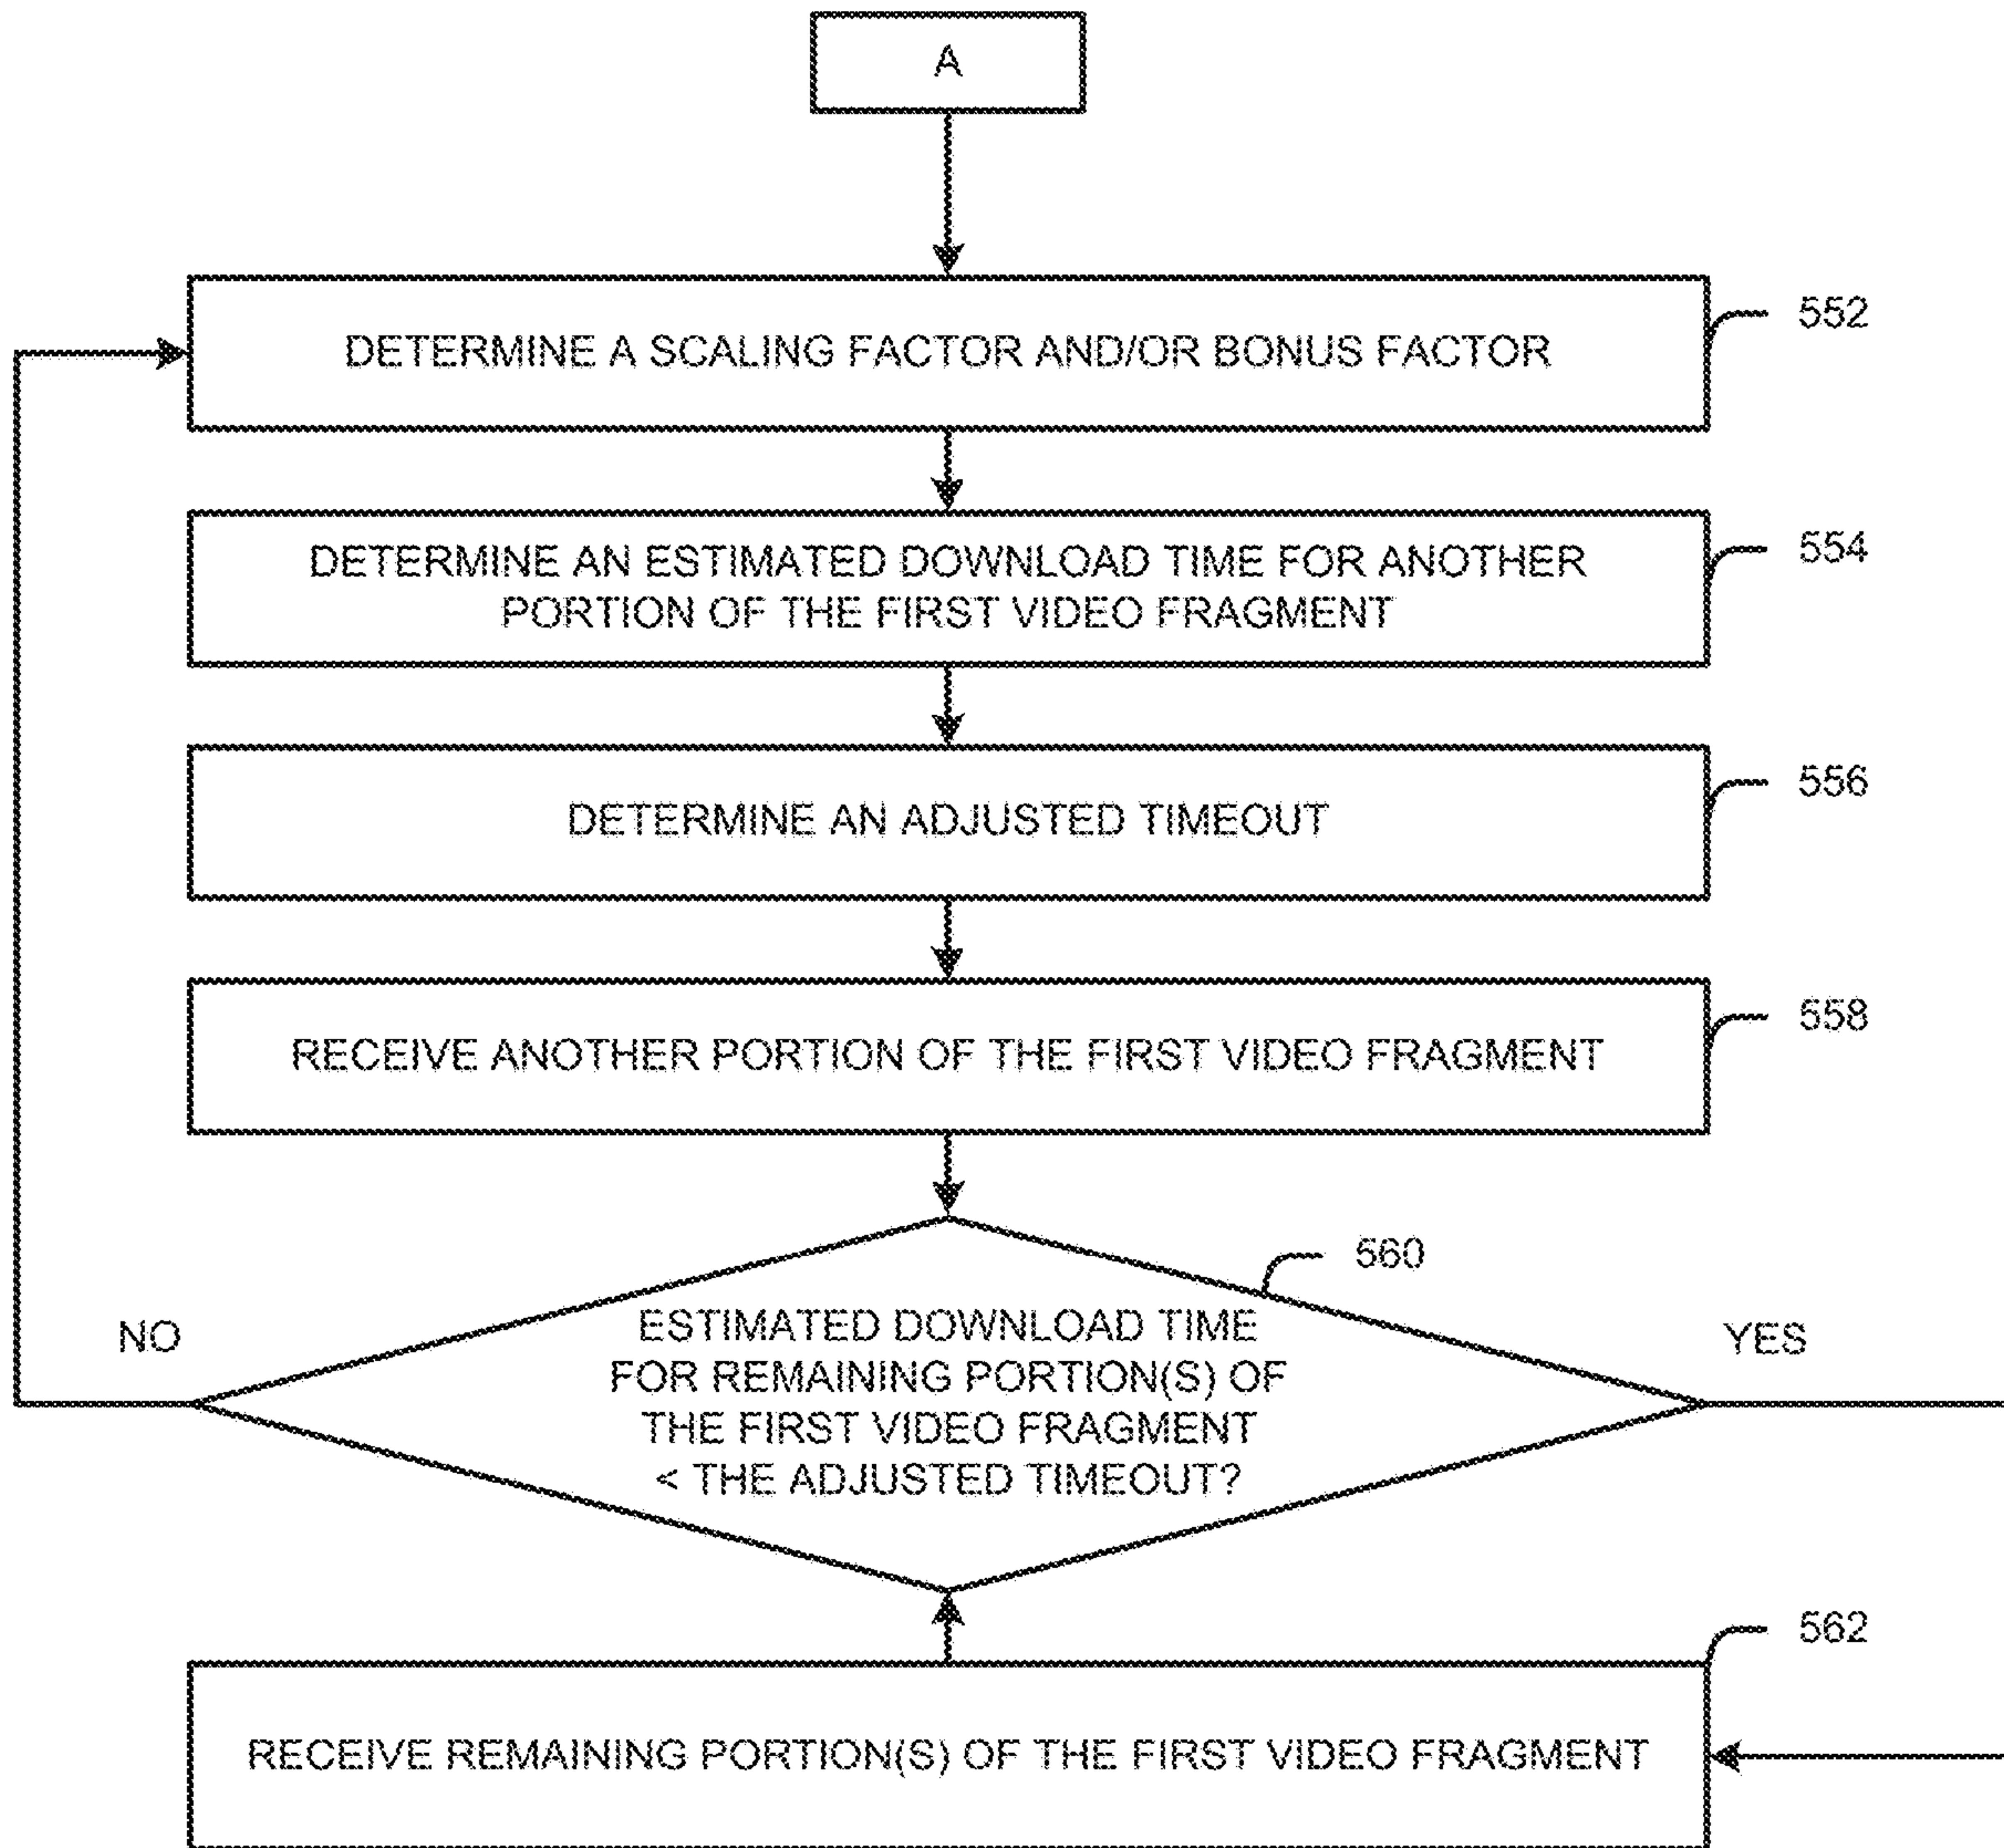 A
DETERMINE A SCALING FACTOR AND/OR BONUS FACTOR
552
DETERMINE AN ESTIMATED DOWNLOAD TIME FOR ANOTHER
PORTION OF THE FIRST VIDEO FRAGMENT
554
DETERMINE AN ADJUSTED TIMEOUT
556
RECEIVE ANOTHER PORTION OF THE FIRST VIDEO FRAGMENT
558
560
ESTIMATED DOWNLOAD TIME
FOR REMAINING PORTION(S) OF
THE FIRST VIDEO FRAGMENT
< THE ADJUSTED TIMEOUT?
NO
YES
562
RECEIVE REMAINING PORTION(S) OF THE FIRST VIDEO FRAGMENT